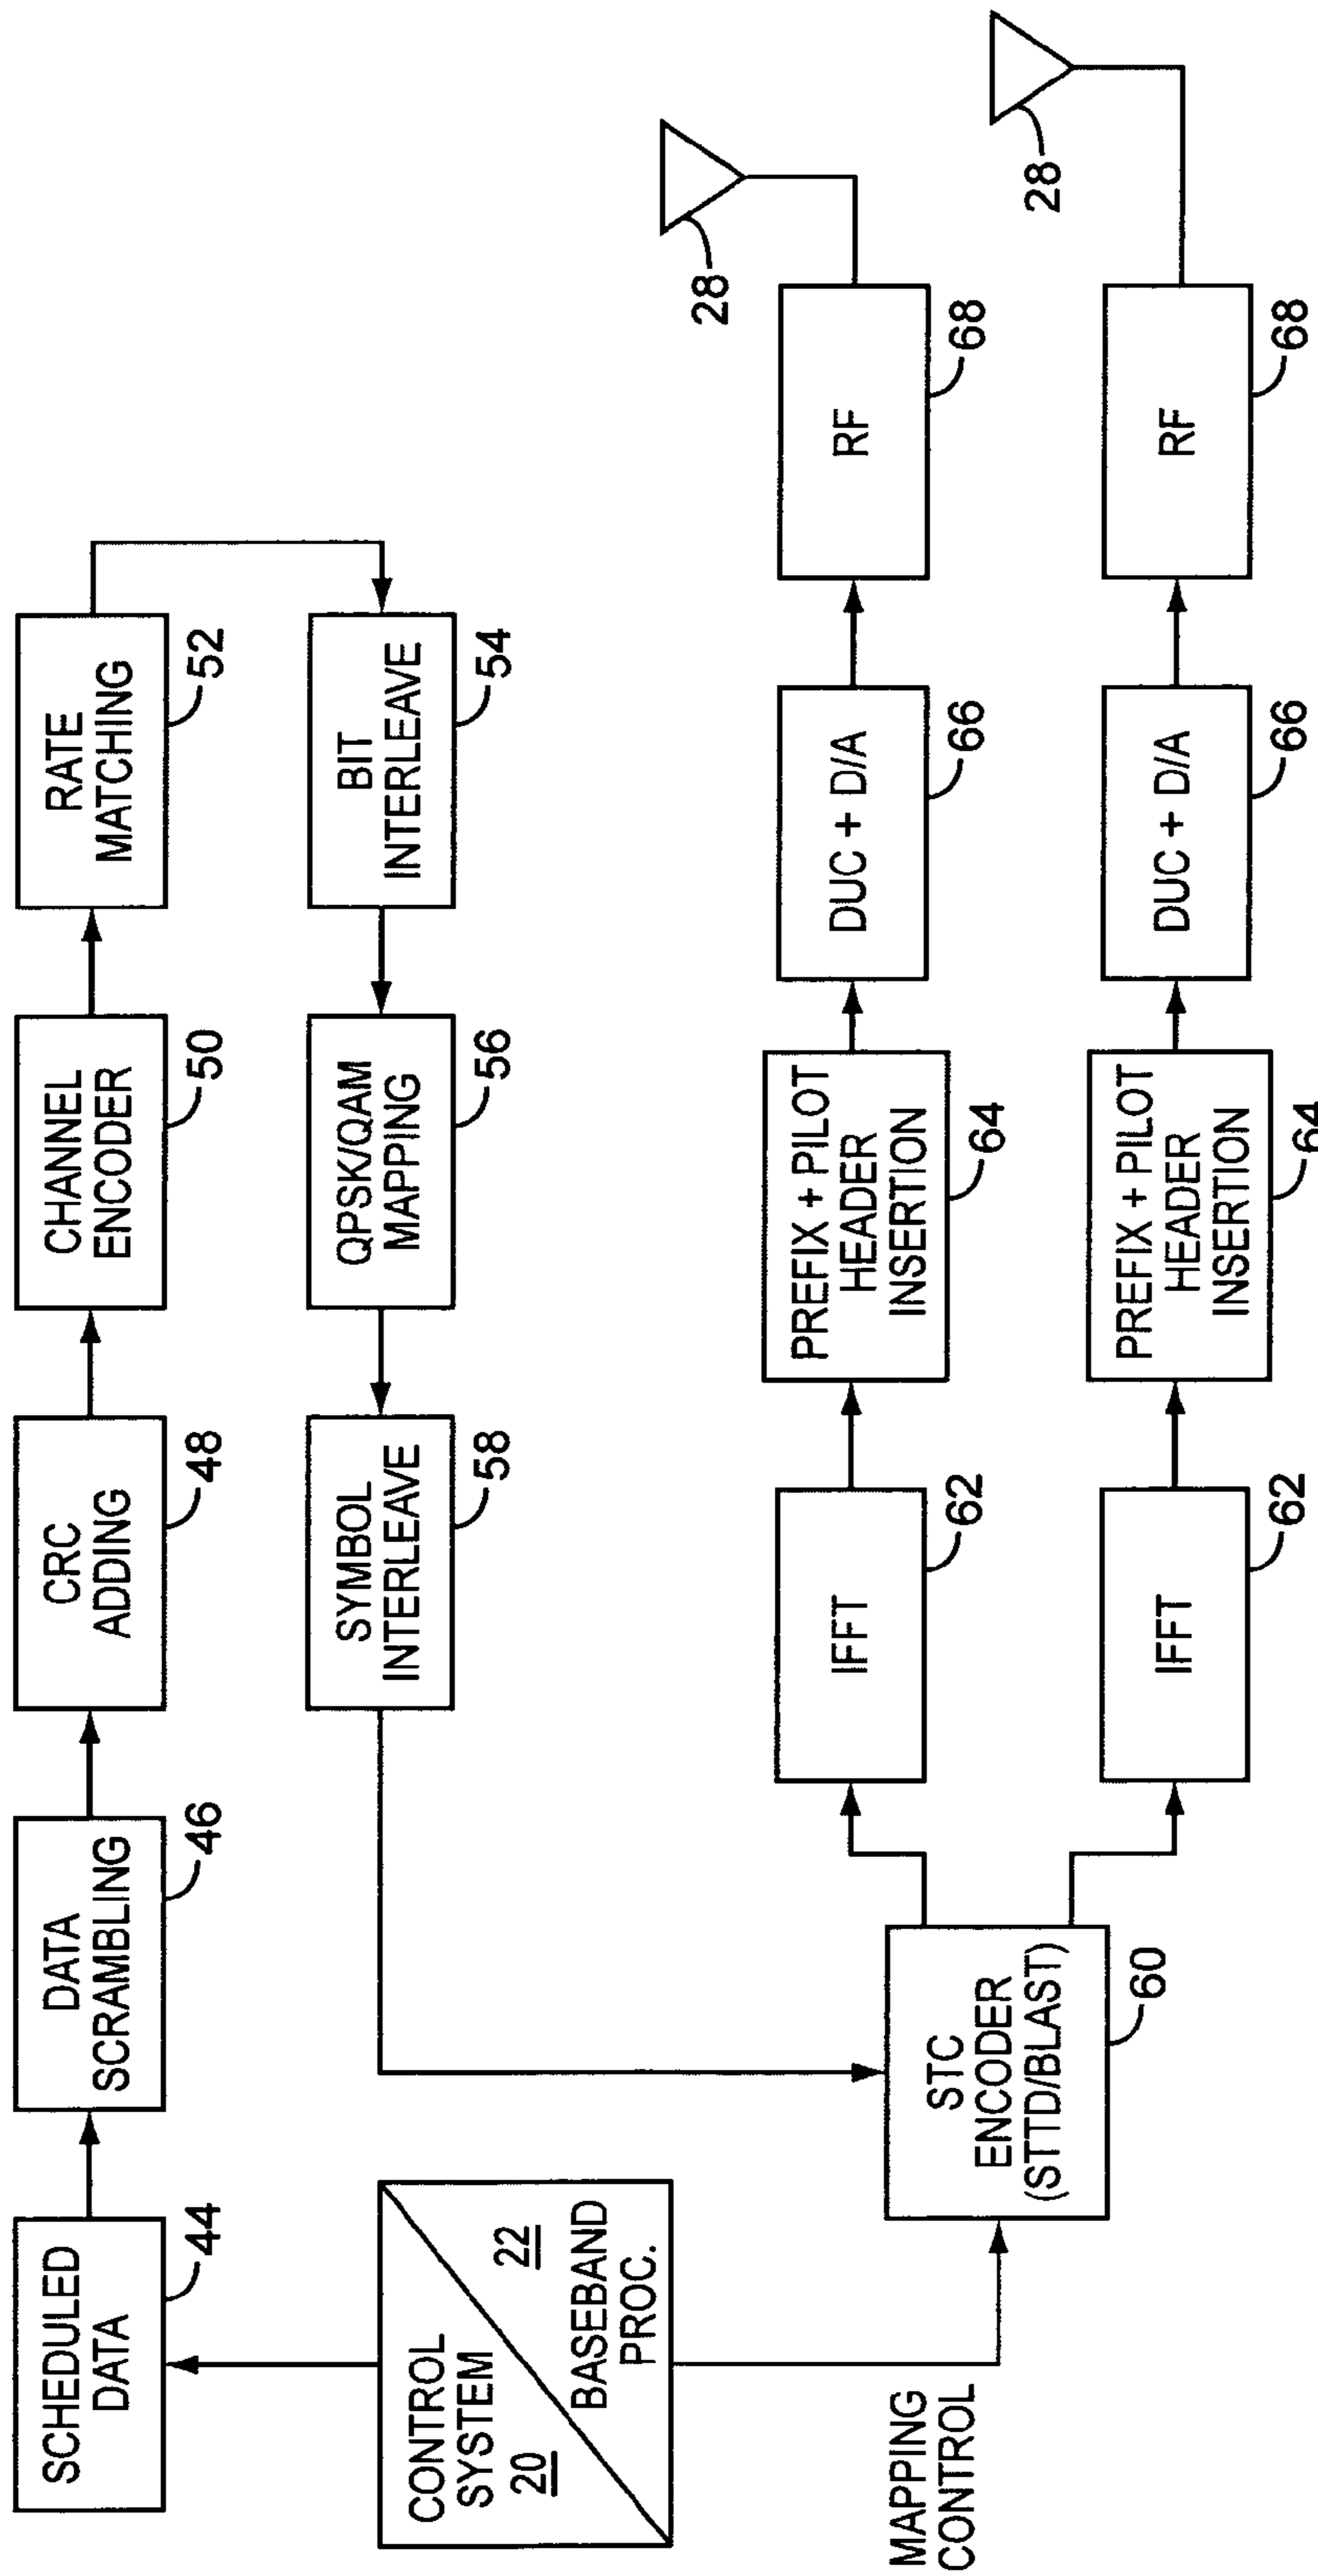 SCHEDULED
DATA
44
DATA
SCRAMBLING
46
CRC
ADDING
48
CHANNEL
ENCODER
50
RATE
MATCHING
52
BIT
INTERLEAVE
54
QPSK/QAM
MAPPING
56
SYMBOL
INTERLEAVE
58
CONTROL
SYSTEM
20
22
BASEBAND
PROC.
MAPPING
CONTROL
STC
ENCODER
(STTD/BLAST)
60
IFFT
62
PREFIX + PILOT
HEADER
INSERTION
64
DUC + D/A
66
RF
68
28
IFFT
62
PREFIX + PILOT
HEADER
INSERTION
64
DUC + D/A
66
RF
68
28